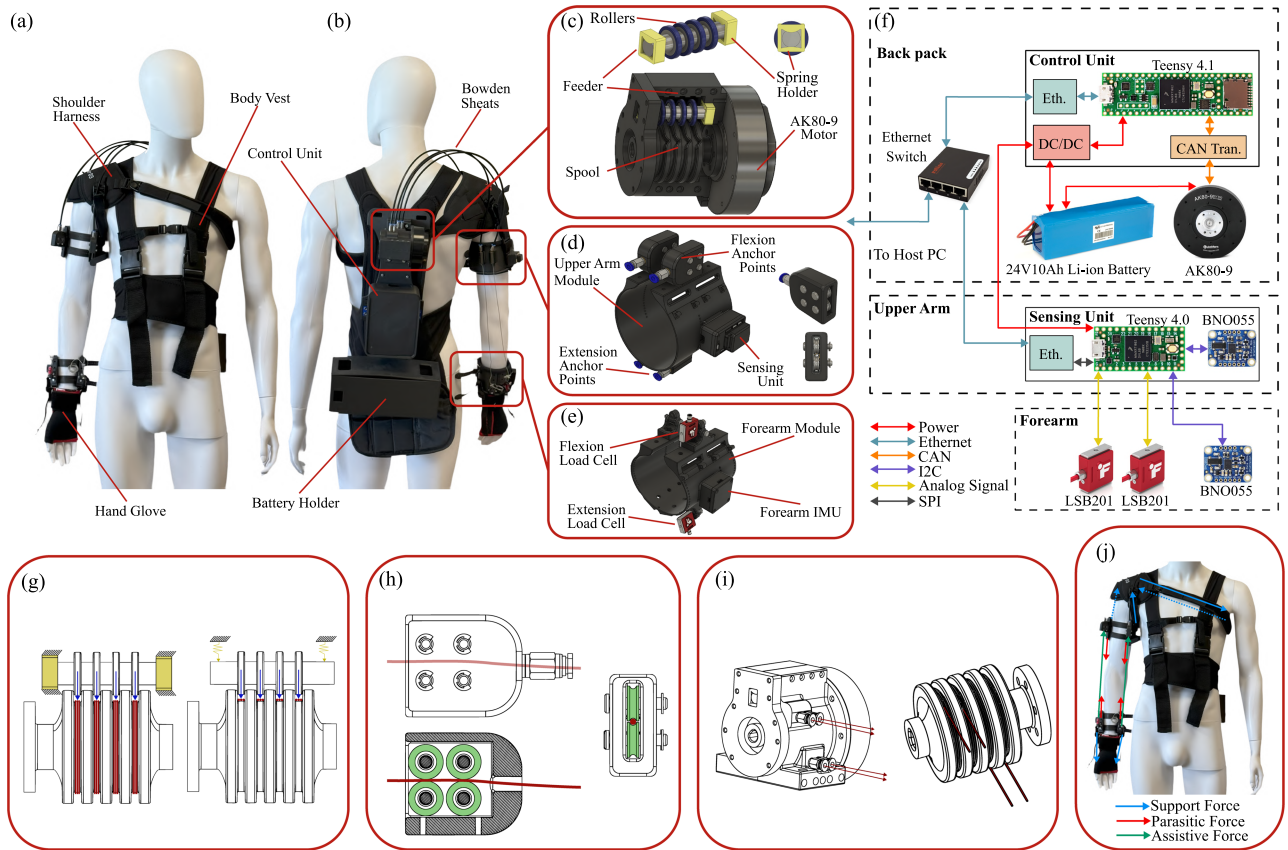 (a)
Shoulder
Harness
Body Vest
Hand Glove
(b)
Bowden
Sheats
Control Unit
Battery Holder
(c)
Rollers
Feeder
Spring
Holder
AK80-9
Motor
Spool
(d)
Flexion
Anchor
Points
Upper Arm
Module
Extension
Anchor
Points
Sensing
Unit
(e)
Flexion
Load Cell
Forearm Module
Extension
Load Cell
Forearm IMU
(f)
Back pack
Control Unit
Teensy 4.1
Eth.
DC/DC
CAN Tran.
Ethernet
Switch
To Host PC
24V10Ah Li-ion Battery
AK80-9
Upper Arm
Sensing Unit
Teensy 4.0
BNO055
Eth.
Power
Ethernet
CAN
I2C
Analog Signal
SPI
Forearm
LSB201
LSB201
BNO055
(g)
(h)
(i)
(j)
Support Force
Parasitic Force
Assistive Force